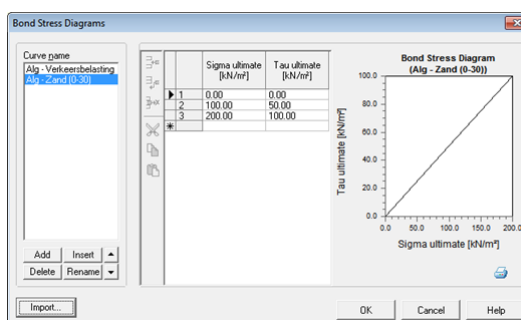 Bond Stress Diagrams
Curve name
Alg - Verkeersbelasting
Alg - Zand (0-30)
Add
Insert
Delete
Rename
Import...
Sigma ultimate [kN/m²]
Tau ultimate [kN/m²]
1 0.00 0.00
2 100.00 50.00
3 200.00 100.00
Bond Stress Diagram
(Alg - Zand (0-30))
Tau ultimate [kN/m²]
100.0
80.0
60.0
40.0
20.0
0.0
0.0 50.0 100.0 150.0 200.0
Sigma ultimate [kN/m²]
OK
Cancel
Help